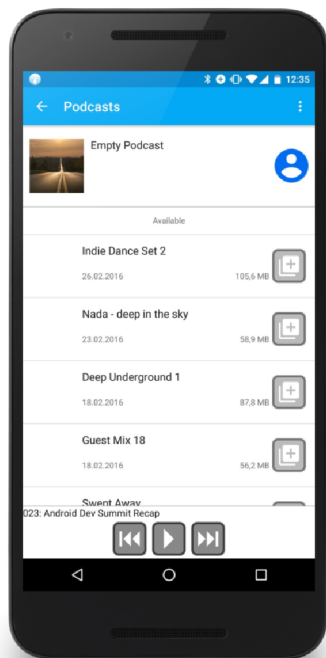 12:35
Podcasts
Empty Podcast
Available
Indie Dance Set 2
26.02.2016 105,6 MB
Nada - deep in the sky
23.02.2016 58,9 MB
Deep Underground 1
18.02.2016 87,8 MB
Guest Mix 18
18.02.2016 56,2 MB
Swent Away
023: Android Dev Summit Recap